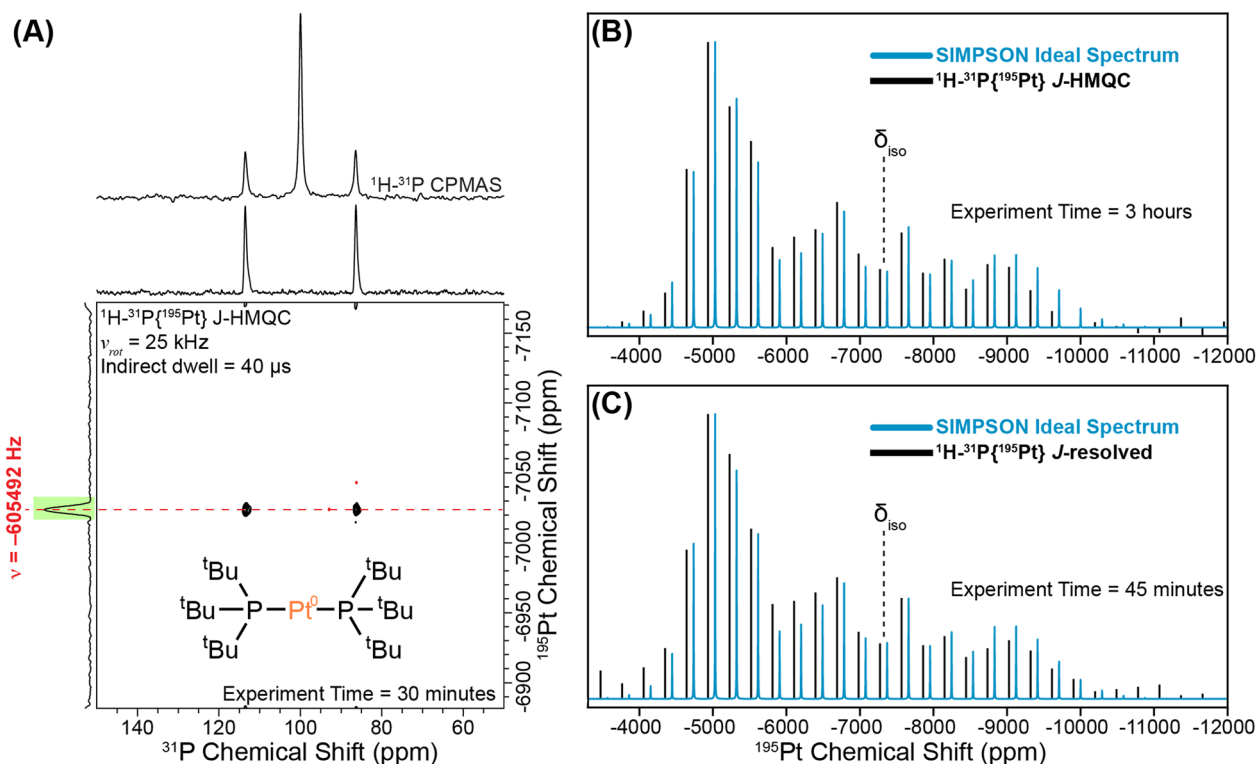 (A)
¹H-³¹P CPMAS
¹H-³¹P{¹⁹⁵Pt} J-HMQC
νrot = 25 kHz
Indirect dwell = 40 µs
ν = –605492 Hz
ᵗBu
ᵗBu
ᵗBu
P
Pt⁰
P
ᵗBu
ᵗBu
ᵗBu
Experiment Time = 30 minutes
140 120 100 80 60
³¹P Chemical Shift (ppm)
-7150
-7100
-7050
-7000
-6950
-6900
¹⁹⁵Pt Chemical Shift (ppm)
(B)
SIMPSON Ideal Spectrum
¹H-³¹P{¹⁹⁵Pt} J-HMQC
δiso
Experiment Time = 3 hours
-4000 -5000 -6000 -7000 -8000 -9000 -10000 -11000 -12000
(C)
SIMPSON Ideal Spectrum
¹H-³¹P{¹⁹⁵Pt} J-resolved
δiso
Experiment Time = 45 minutes
-4000 -5000 -6000 -7000 -8000 -9000 -10000 -11000 -12000
¹⁹⁵Pt Chemical Shift (ppm)